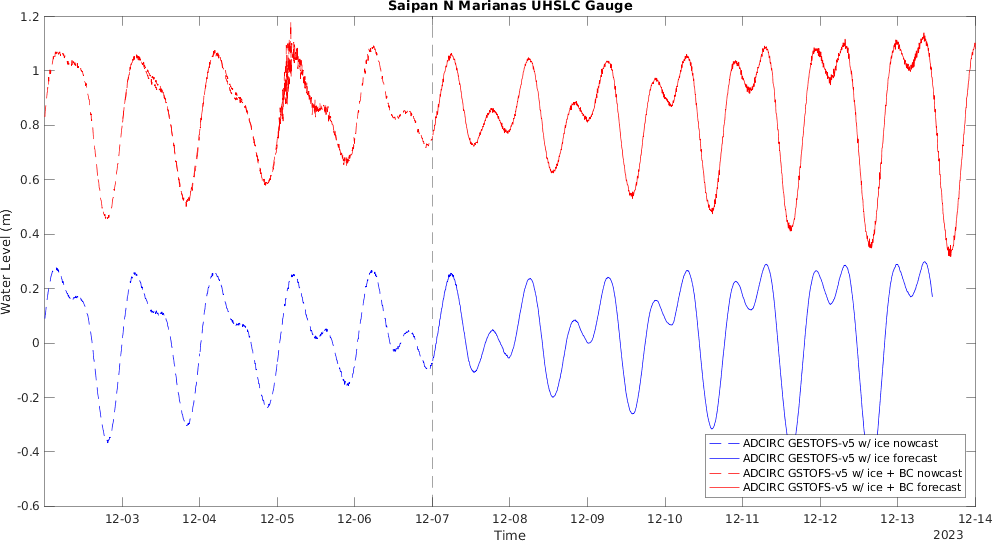 Saipan N Marianas UHSLC Gauge
1.2
1
0.8
0.6
0.4
0.2
0
-0.2
-0.4
-0.6
Water Level (m)
ADCIRC GESTOFS-v5 w/ ice nowcast
ADCIRC GESTOFS-v5 w/ ice forecast
ADCIRC GSTOFS-v5 w/ ice + BC nowcast
ADCIRC GSTOFS-v5 w/ ice + BC forecast
12-03 12-04 12-05 12-06 12-07 12-08 12-09 12-10 12-11 12-12 12-13 12-14
Time
2023